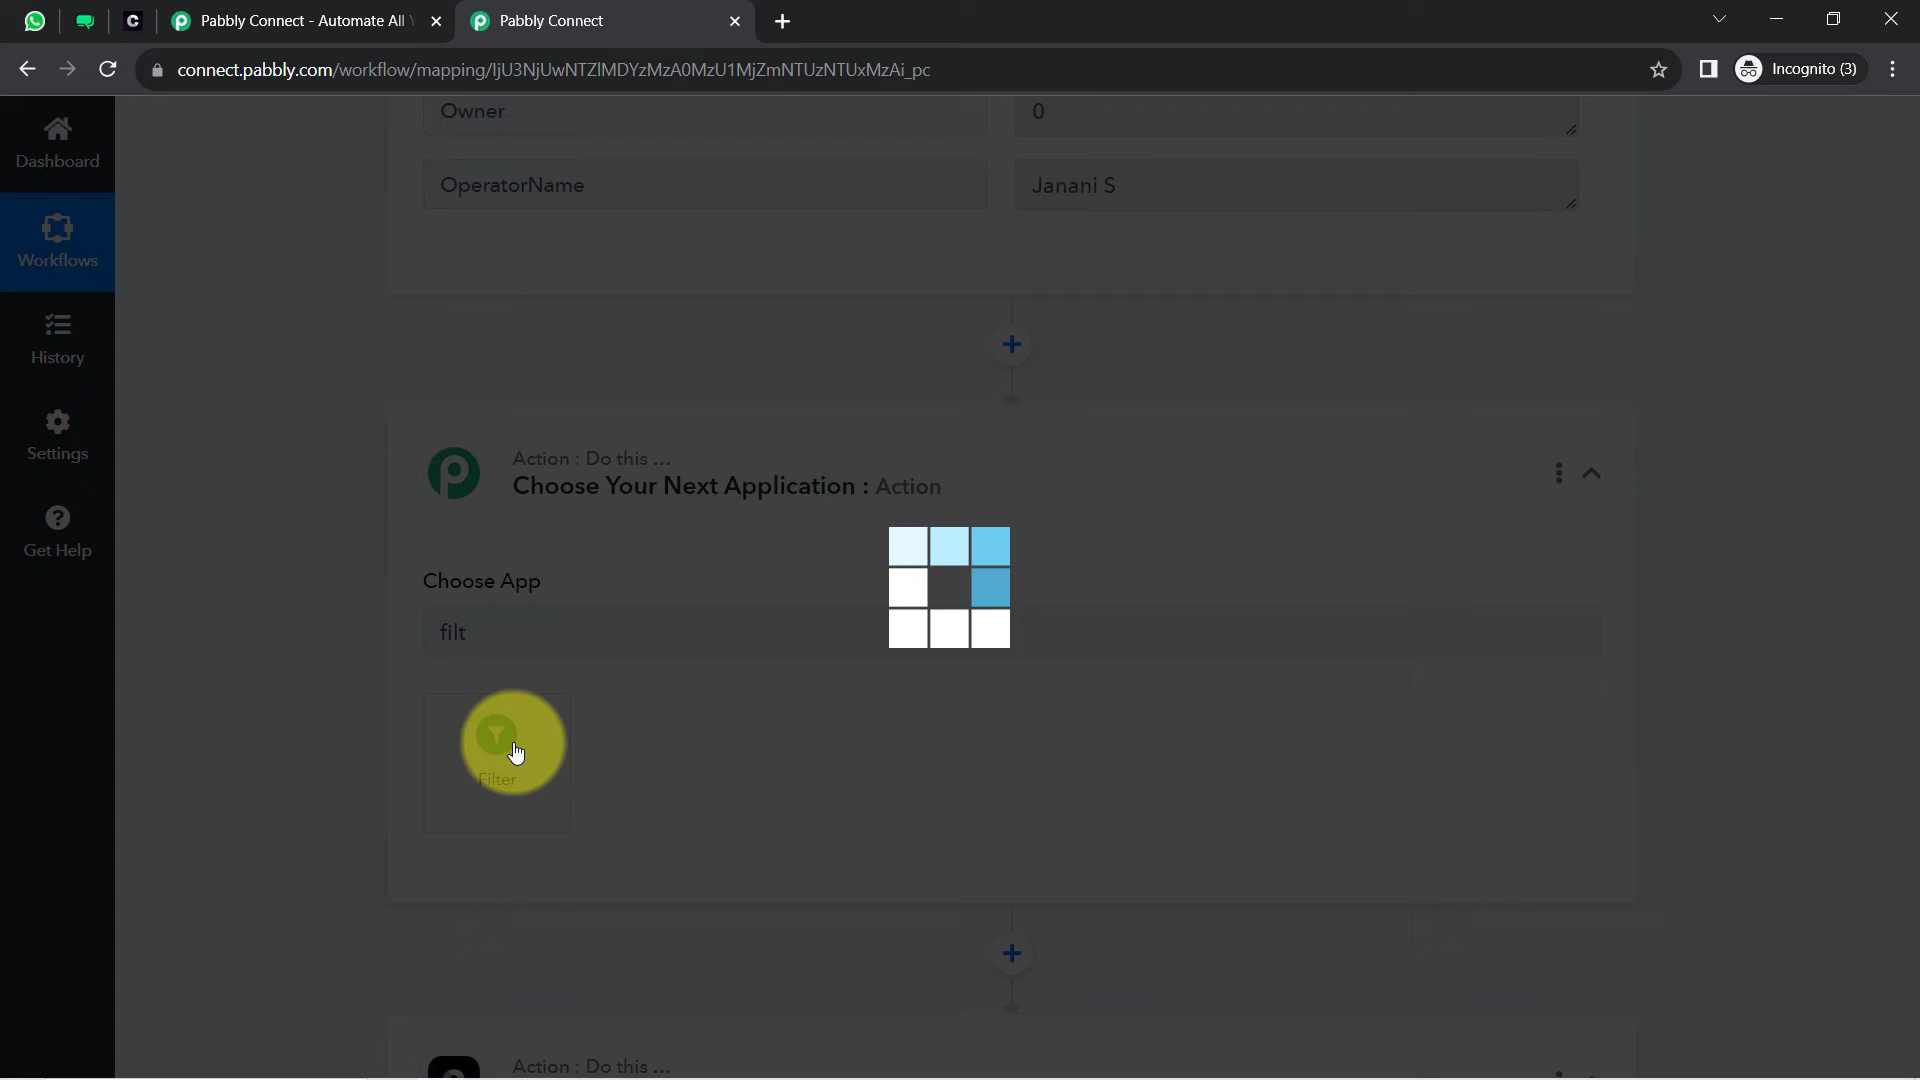 Pabbly Connect - Automate All Y
Pabbly Connect
connect.pabbly.com/workflow/mapping/IjU3NjUwNTZlMDYzMzA0MzU1MjZmNTUzNTUxMzAi_pc
Incognito (3)
Dashboard
Workflows
History
Settings
Get Help
Owner
0
OperatorName
Janani S
Action : Do this ...
Choose Your Next Application : Action
Choose App
filt
Filter
Action : Do this ...